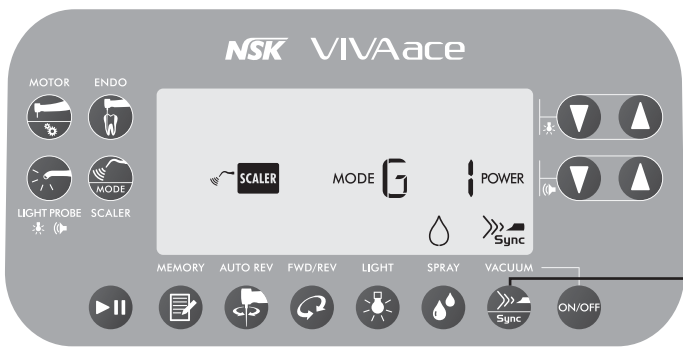 NSK VIVAace
MOTOR ENDO
SCALER MODE G 1 POWER
MODE
LIGHT PROBE SCALER
Sync
MEMORY AUTO REV FWD/REV LIGHT SPRAY VACUUM
Sync ON/OFF